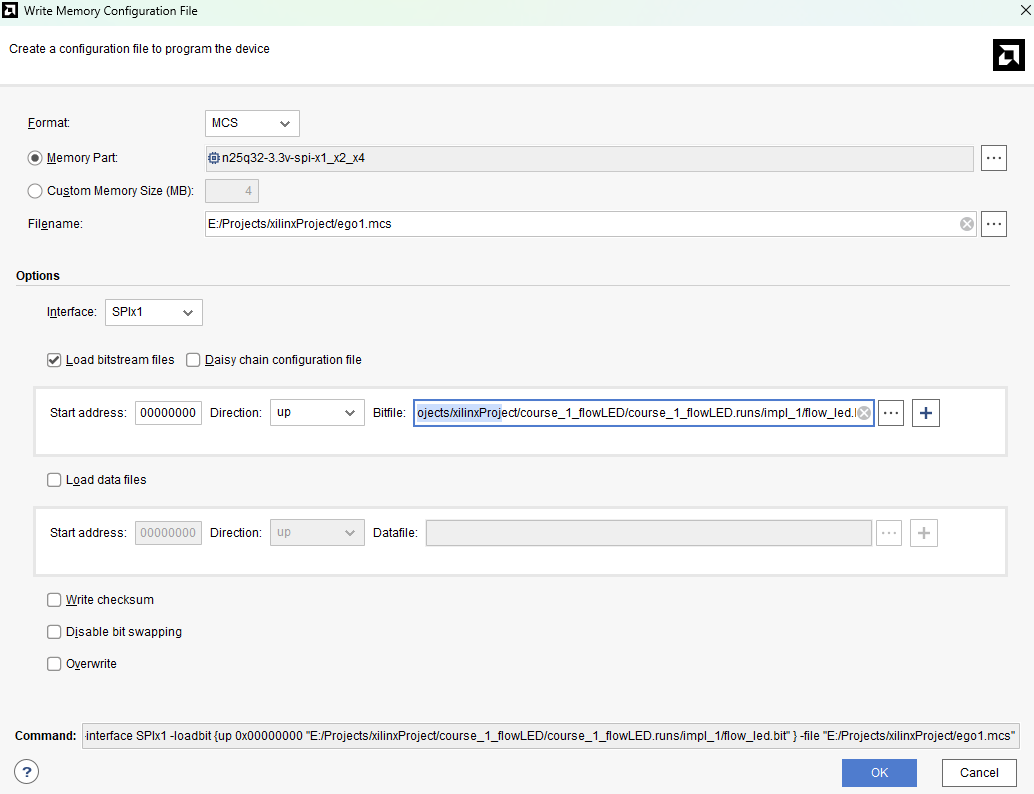 Write Memory Configuration File
Create a configuration file to program the device
Format: MCS
Memory Part: n25q32-3.3v-spi-x1_x2_x4 ...
Custom Memory Size (MB): 4
Filename: E:/Projects/xilinxProject/ego1.mcs ...
Options
Interface: SPIx1
Load bitstream files Daisy chain configuration file
Start address: 00000000 Direction: up Bitfile: ojects/xilinxProject/course_1_flowLED/course_1_flowLED.runs/impl_1/flow_led. ... +
Load data files
Start address: 00000000 Direction: up Datafile: ... +
Write checksum
Disable bit swapping
Overwrite
Command: interface SPIx1 -loadbit {up 0x00000000 "E:/Projects/xilinxProject/course_1_flowLED/course_1_flowLED.runs/impl_1/flow_led.bit" } -file "E:/Projects/xilinxProject/ego1.mcs"
? OK Cancel